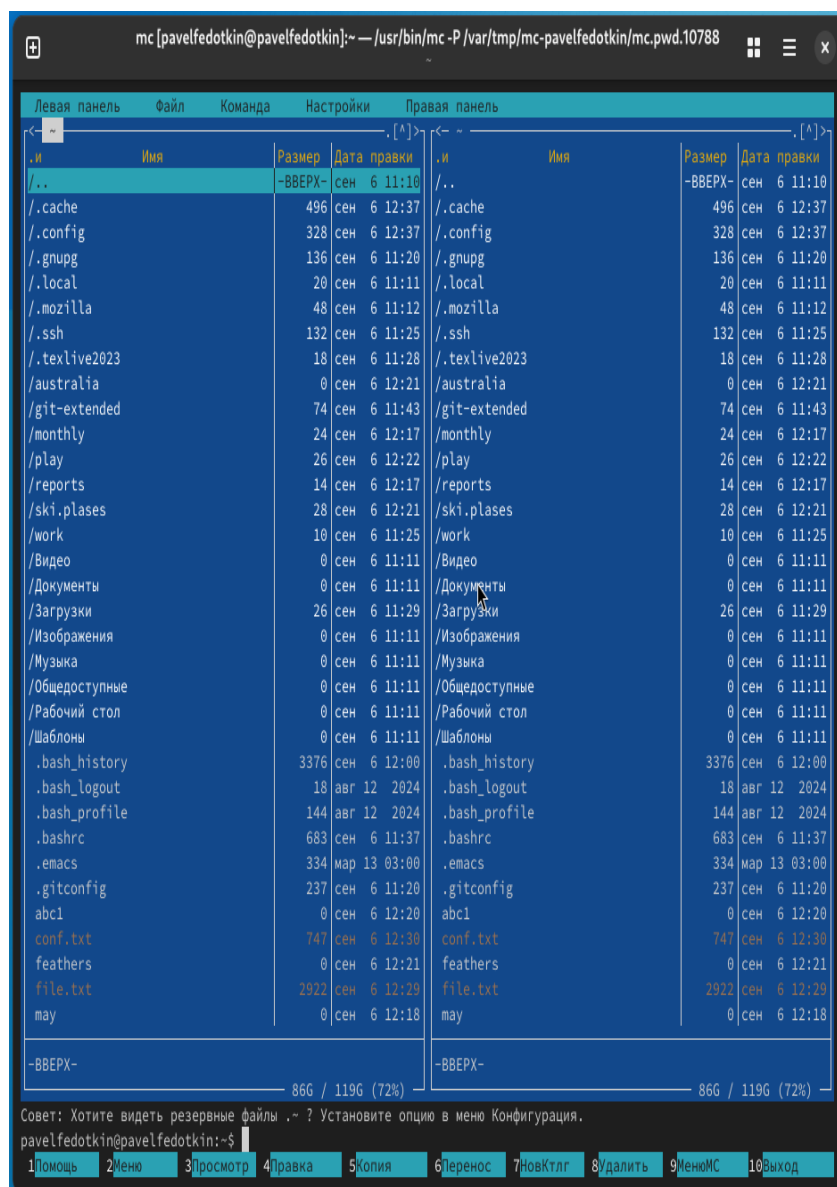 mc [pavelfedotkin@pavelfedotkin]:~ — /usr/bin/mc -P /var/tmp/mc-pavelfedotkin/mc.pwd.10788
~
Левая панель Файл Команда Настройки Правая панель
<— ~ .[^]> <— ~ .[^]>
.и Имя Размер Дата правки .и Имя Размер Дата правки
/.. -ВВЕРХ- сен 6 11:10 /.. -ВВЕРХ- сен 6 11:10
/.cache 496 сен 6 12:37 /.cache 496 сен 6 12:37
/.config 328 сен 6 12:37 /.config 328 сен 6 12:37
/.gnupg 136 сен 6 11:20 /.gnupg 136 сен 6 11:20
/.local 20 сен 6 11:11 /.local 20 сен 6 11:11
/.mozilla 48 сен 6 11:12 /.mozilla 48 сен 6 11:12
/.ssh 132 сен 6 11:25 /.ssh 132 сен 6 11:25
/.texlive2023 18 сен 6 11:28 /.texlive2023 18 сен 6 11:28
/australia 0 сен 6 12:21 /australia 0 сен 6 12:21
/git-extended 74 сен 6 11:43 /git-extended 74 сен 6 11:43
/monthly 24 сен 6 12:17 /monthly 24 сен 6 12:17
/play 26 сен 6 12:22 /play 26 сен 6 12:22
/reports 14 сен 6 12:17 /reports 14 сен 6 12:17
/ski.plases 28 сен 6 12:21 /ski.plases 28 сен 6 12:21
/work 10 сен 6 11:25 /work 10 сен 6 11:25
/Видео 0 сен 6 11:11 /Видео 0 сен 6 11:11
/Документы 0 сен 6 11:11 /Документы 0 сен 6 11:11
/Загрузки 26 сен 6 11:29 /Загрузки 26 сен 6 11:29
/Изображения 0 сен 6 11:11 /Изображения 0 сен 6 11:11
/Музыка 0 сен 6 11:11 /Музыка 0 сен 6 11:11
/Общедоступные 0 сен 6 11:11 /Общедоступные 0 сен 6 11:11
/Рабочий стол 0 сен 6 11:11 /Рабочий стол 0 сен 6 11:11
/Шаблоны 0 сен 6 11:11 /Шаблоны 0 сен 6 11:11
.bash_history 3376 сен 6 12:00 .bash_history 3376 сен 6 12:00
.bash_logout 18 авг 12 2024 .bash_logout 18 авг 12 2024
.bash_profile 144 авг 12 2024 .bash_profile 144 авг 12 2024
.bashrc 683 сен 6 11:37 .bashrc 683 сен 6 11:37
.emacs 334 мар 13 03:00 .emacs 334 мар 13 03:00
.gitconfig 237 сен 6 11:20 .gitconfig 237 сен 6 11:20
abc1 0 сен 6 12:20 abc1 0 сен 6 12:20
conf.txt 747 сен 6 12:30 conf.txt 747 сен 6 12:30
feathers 0 сен 6 12:21 feathers 0 сен 6 12:21
file.txt 2922 сен 6 12:29 file.txt 2922 сен 6 12:29
may 0 сен 6 12:18 may 0 сен 6 12:18
-ВВЕРХ- -ВВЕРХ-
86G / 119G (72%) 86G / 119G (72%)
Совет: Хотите видеть резервные файлы .~ ? Установите опцию в меню Конфигурация.
pavelfedotkin@pavelfedotkin:~$
1Помощь 2Меню 3Просмотр 4Правка 5Копия 6Перенос 7НовКтлг 8Удалить 9МенюMC 10Выход